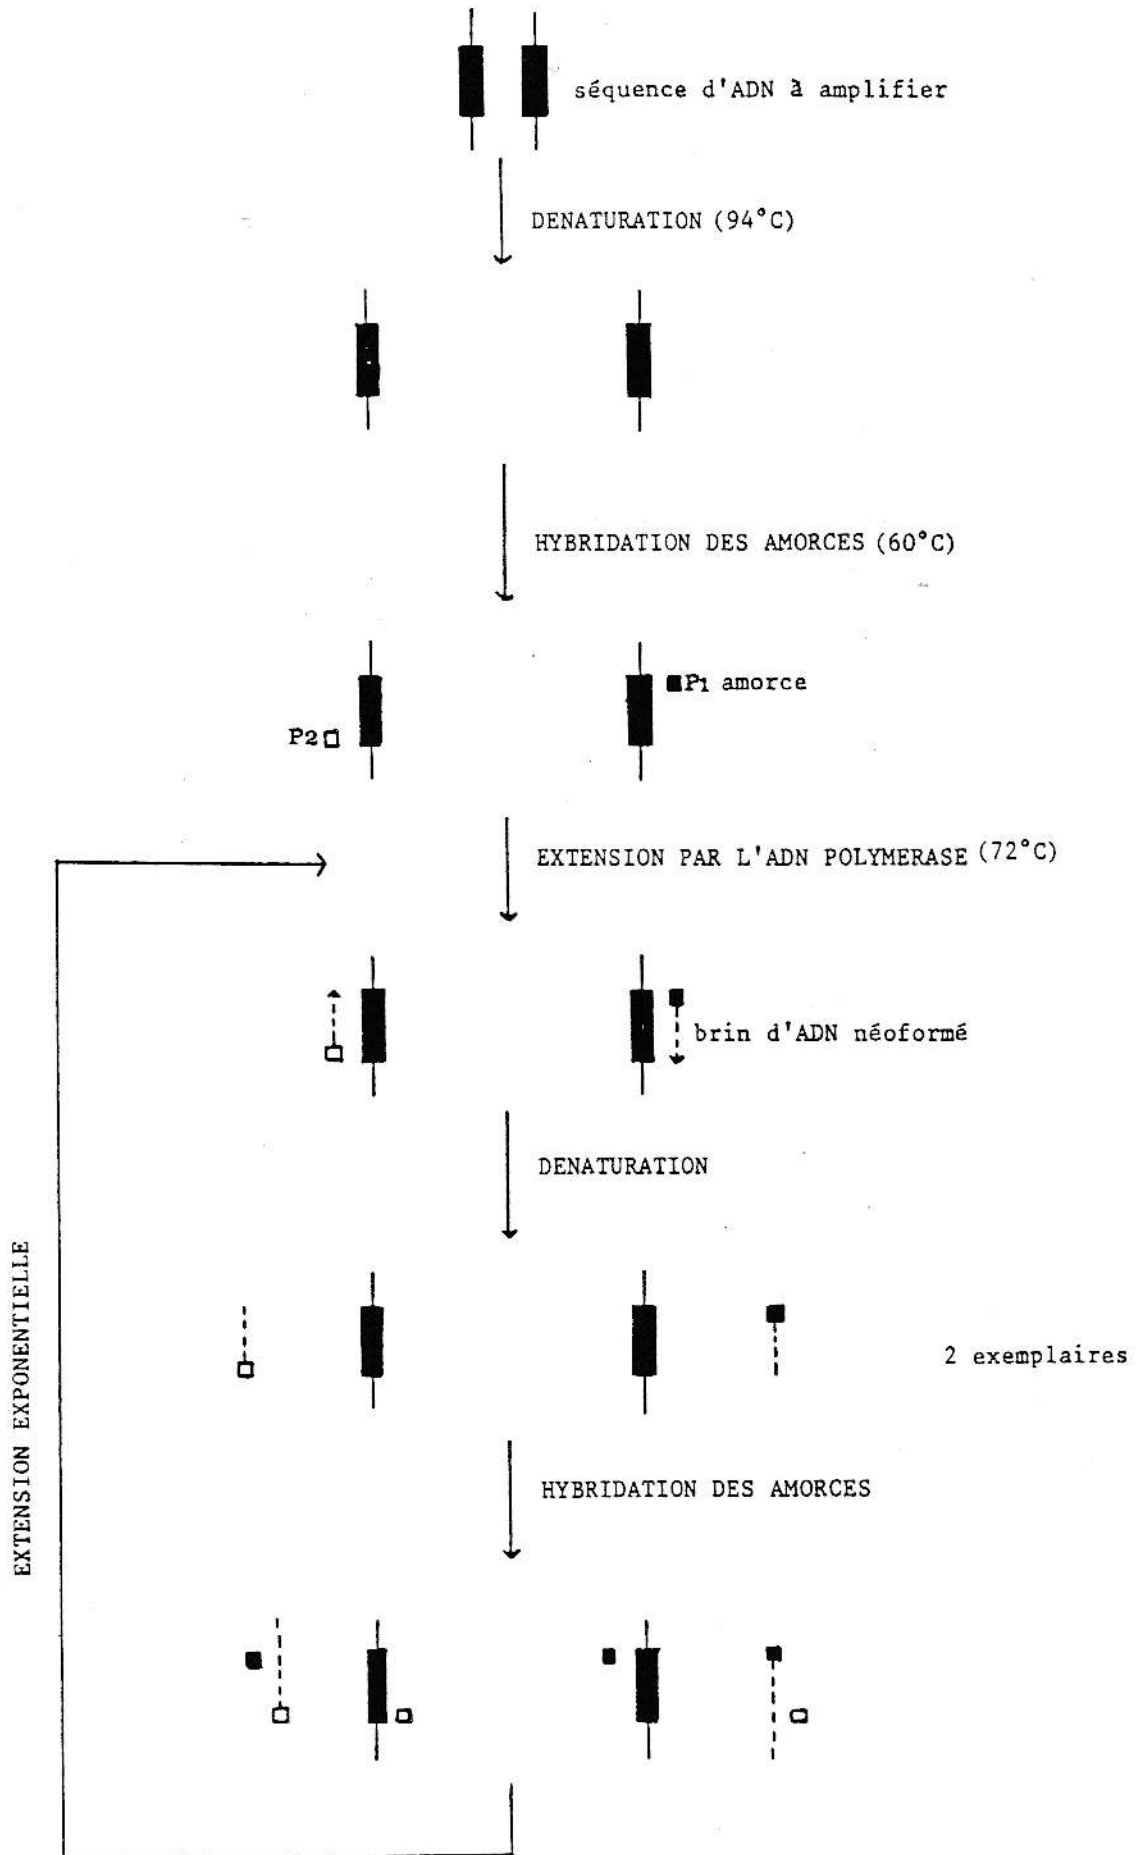 séquence d'ADN à amplifier
DENATURATION (94°C)
HYBRIDATION DES AMORCES (60°C)
P1 amorce
P2
EXTENSION PAR L'ADN POLYMERASE (72°C)
brin d'ADN néoformé
DENATURATION
2 exemplaires
HYBRIDATION DES AMORCES
EXTENSION EXPONENTIELLE